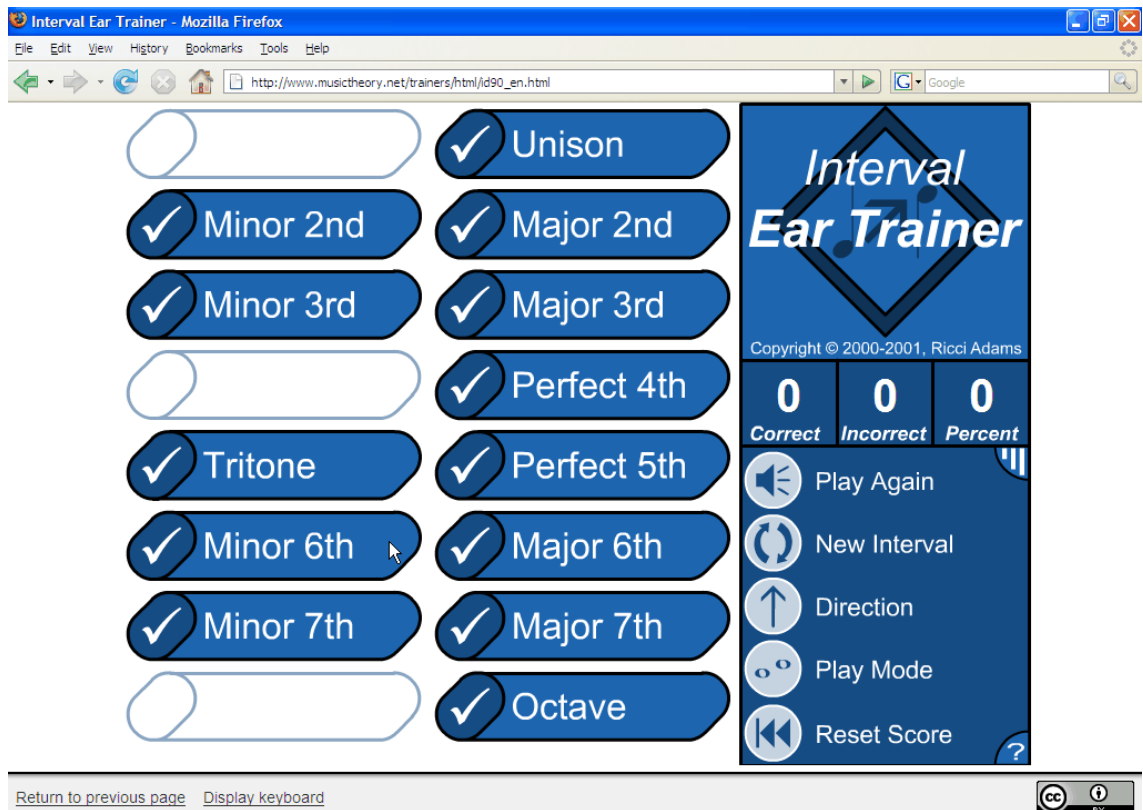 Interval Ear Trainer - Mozilla Firefox
File Edit View History Bookmarks Tools Help
http://www.musictheory.net/trainers/html/id90_en.html
G Google
Unison
Minor 2nd Major 2nd
Minor 3rd Major 3rd
Perfect 4th
Tritone Perfect 5th
Minor 6th Major 6th
Minor 7th Major 7th
Octave
Interval
Ear Trainer
Copyright © 2000-2001, Ricci Adams
0 0 0
Correct Incorrect Percent
Play Again
New Interval
Direction
Play Mode
Reset Score
?
Return to previous page Display keyboard
cc